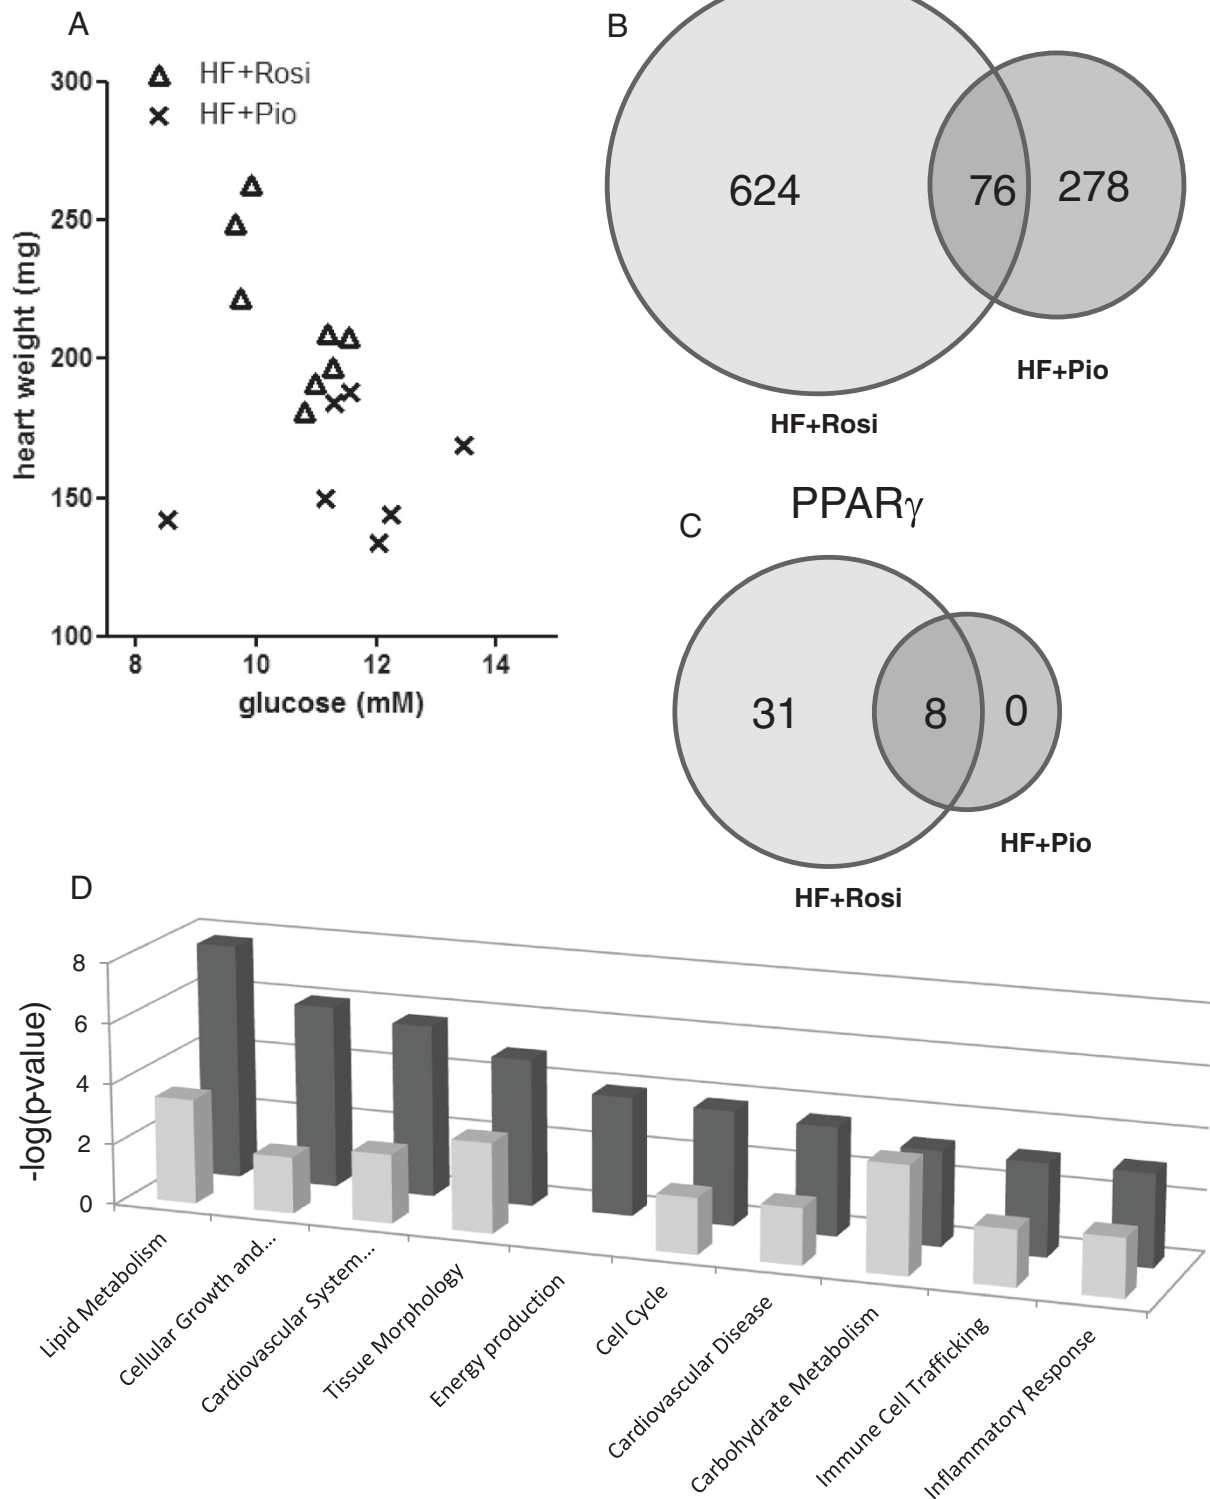 A
HF+Rosi
HF+Pio
300
250
200
150
100
heart weight (mg)
8
10
12
14
glucose (mM)
B
624
76
278
HF+Pio
HF+Rosi
C
PPARγ
31
8
0
HF+Pio
HF+Rosi
D
8
6
4
2
0
-log(p-value)
Lipid Metabolism
Cellular Growth and...
Cardiovascular System...
Tissue Morphology
Energy production
Cell Cycle
Cardiovascular Disease
Carbohydrate Metabolism
Immune Cell Trafficking
Inflammatory Response